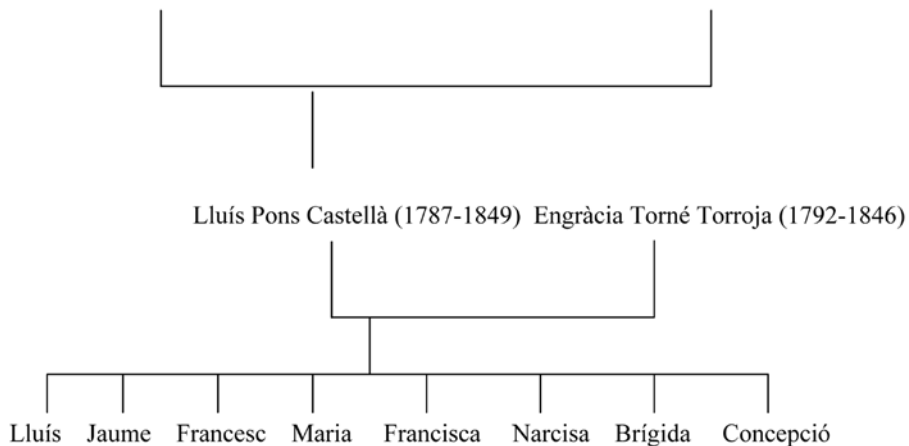 Lluís Pons Castellà (1787-1849) Engràcia Torné Torroja (1792-1846)
Lluís Jaume Francesc Maria Francisca Narcisa Brígida Concepció